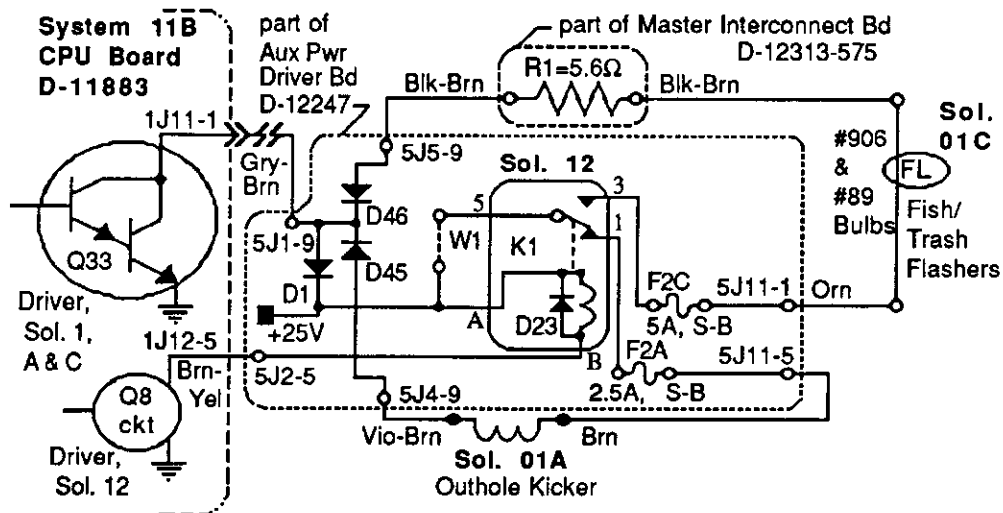 System 11B
CPU Board
D-11883
part of
Aux Pwr
Driver Bd
D-12247
part of Master Interconnect Bd
D-12313-575
R1=5.6Ω
Blk-Brn
Blk-Brn
1J11-1
Gry-
Brn
5J5-9
Sol. 12
Sol.
01C
#906
&
#89
Bulbs
FL
Fish/
Trash
Flashers
Q33
5J1-9
D46
D45
D1
+25V
5
W1
K1
3
1
A
D23
B
F2C
5A, S-B
5J11-1
Orn
F2A
2.5A, S-B
5J11-5
Driver,
Sol. 1,
A & C
1J12-5
Brn-
Yel
5J2-5
Q8
ckt
Driver,
Sol. 12
5J4-9
Vio-Brn
Brn
Sol. 01A
Outhole Kicker